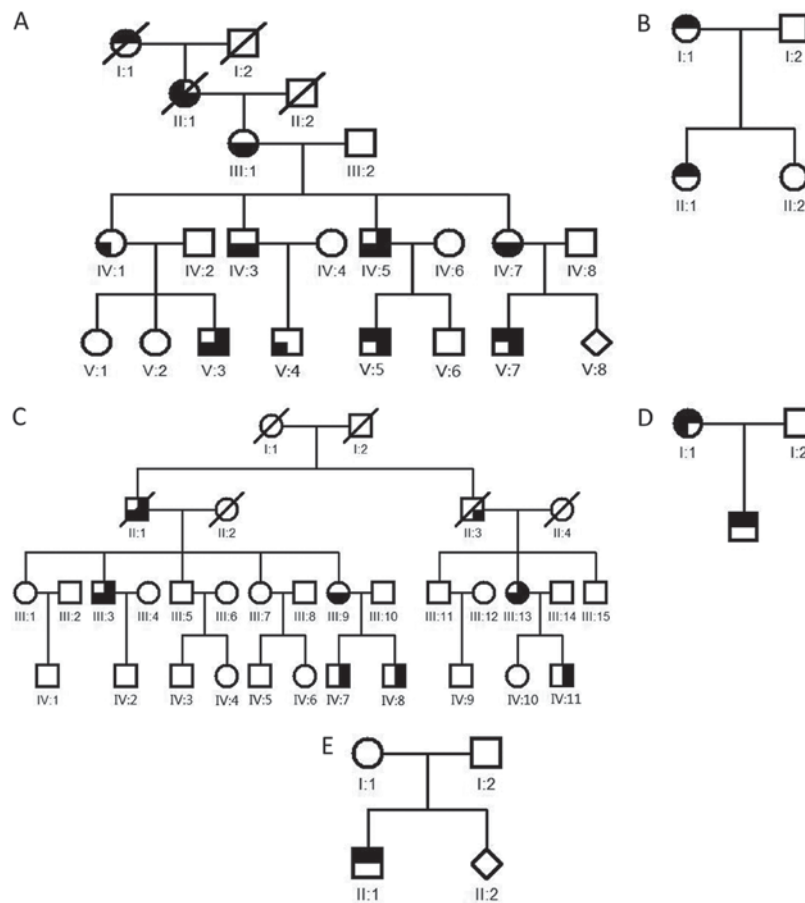 A
B
I:1 I:2
II:1 II:2
III:1 III:2
IV:1 IV:2 IV:3 IV:4 IV:5 IV:6 IV:7 IV:8
V:1 V:2 V:3 V:4 V:5 V:6 V:7 V:8
I:1 I:2
II:1 II:2
C
D
I:1 I:2
II:1 II:2 II:3 II:4
III:1 III:2 III:3 III:4 III:5 III:6 III:7 III:8 III:9 III:10 III:11 III:12 III:13 III:14 III:15
IV:1 IV:2 IV:3 IV:4 IV:5 IV:6 IV:7 IV:8 IV:9 IV:10 IV:11
I:1 I:2
E
I:1 I:2
II:1 II:2